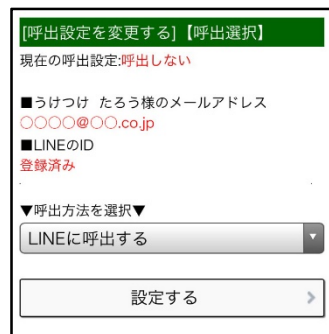 [呼出設定を変更する]【呼出選択】
現在の呼出設定:呼出しない
■うけつけ たろう様のメールアドレス
○○○○@○○.co.jp
■LINEのID
登録済み
▼呼出方法を選択▼
LINEに呼出する
設定する